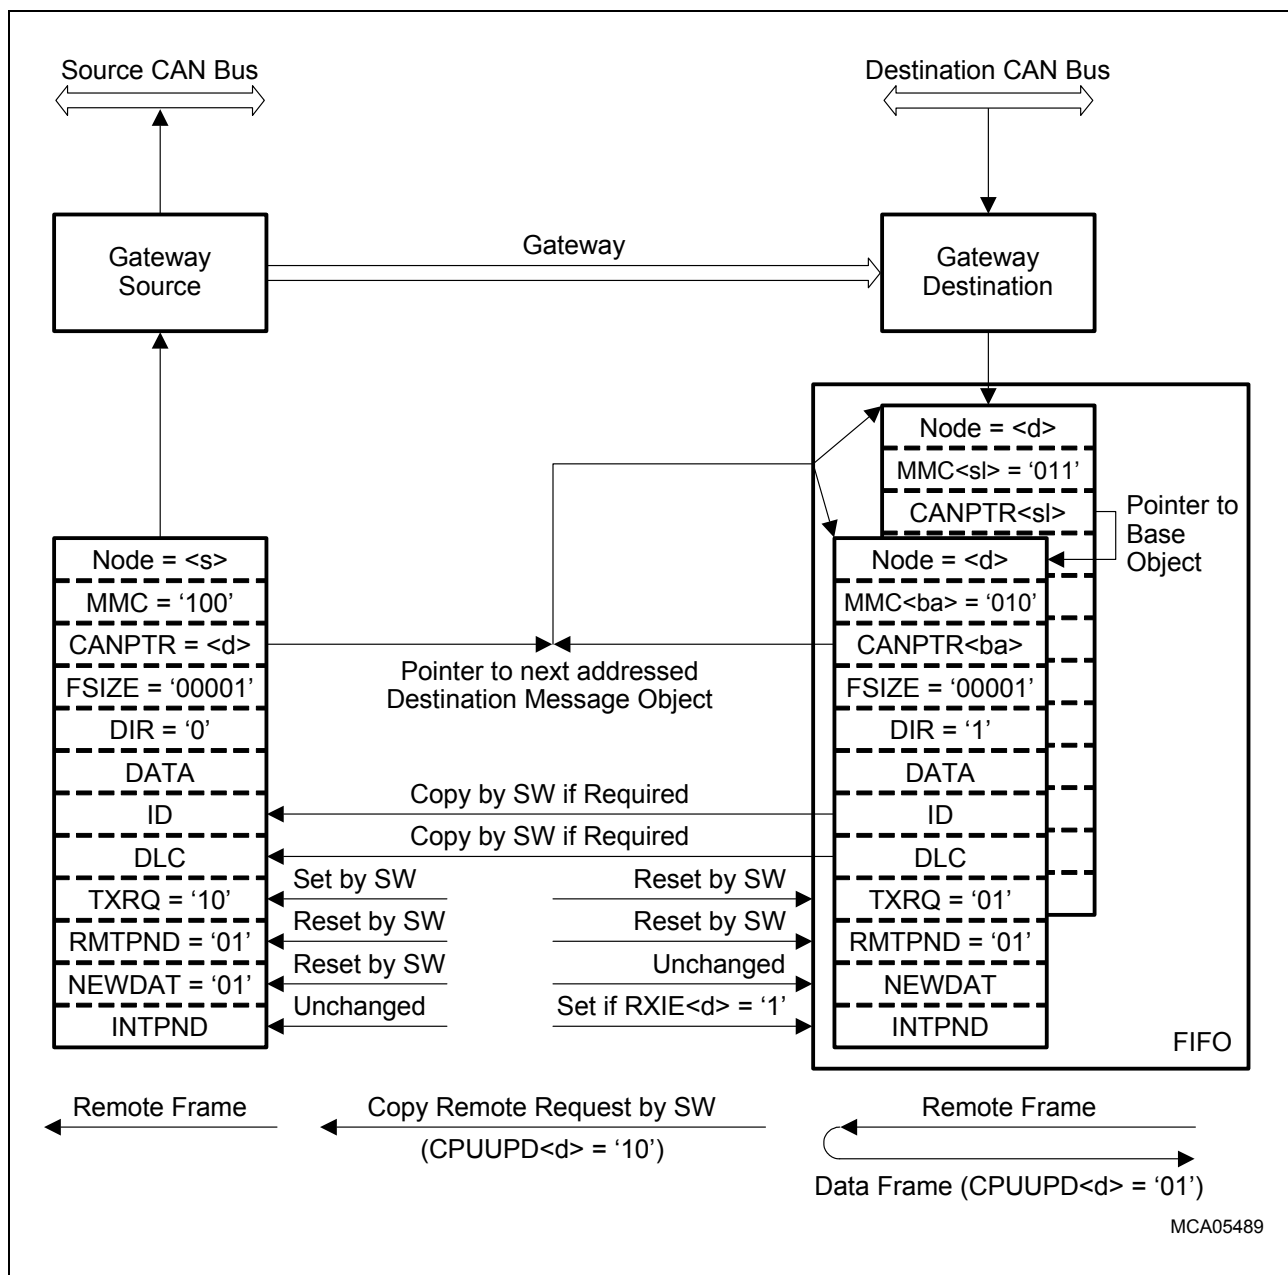 Source CAN Bus
Destination CAN Bus
Gateway
Source
Gateway
Gateway
Destination
Node = <d>
MMC<sl> = ‘011’
CANPTR<sl>
Pointer to
Base
Object
Node = <s>
MMC = ‘100’
CANPTR = <d>
FSIZE = ‘00001’
DIR = ‘0’
DATA
ID
DLC
TXRQ = ‘10’
RMTPND = ‘01’
NEWDAT = ‘01’
INTPND
Pointer to next addressed
Destination Message Object
Copy by SW if Required
Copy by SW if Required
Set by SW
Reset by SW
Reset by SW
Reset by SW
Reset by SW
Unchanged
Unchanged
Set if RXIE<d> = ‘1’
Node = <d>
MMC<ba> = ‘010’
CANPTR<ba>
FSIZE = ‘00001’
DIR = ‘1’
DATA
ID
DLC
TXRQ = ‘01’
RMTPND = ‘01’
NEWDAT
INTPND
FIFO
Remote Frame
Copy Remote Request by SW
(CPUUPD<d> = ‘10’)
Remote Frame
Data Frame (CPUUPD<d> = ‘01’)
MCA05489